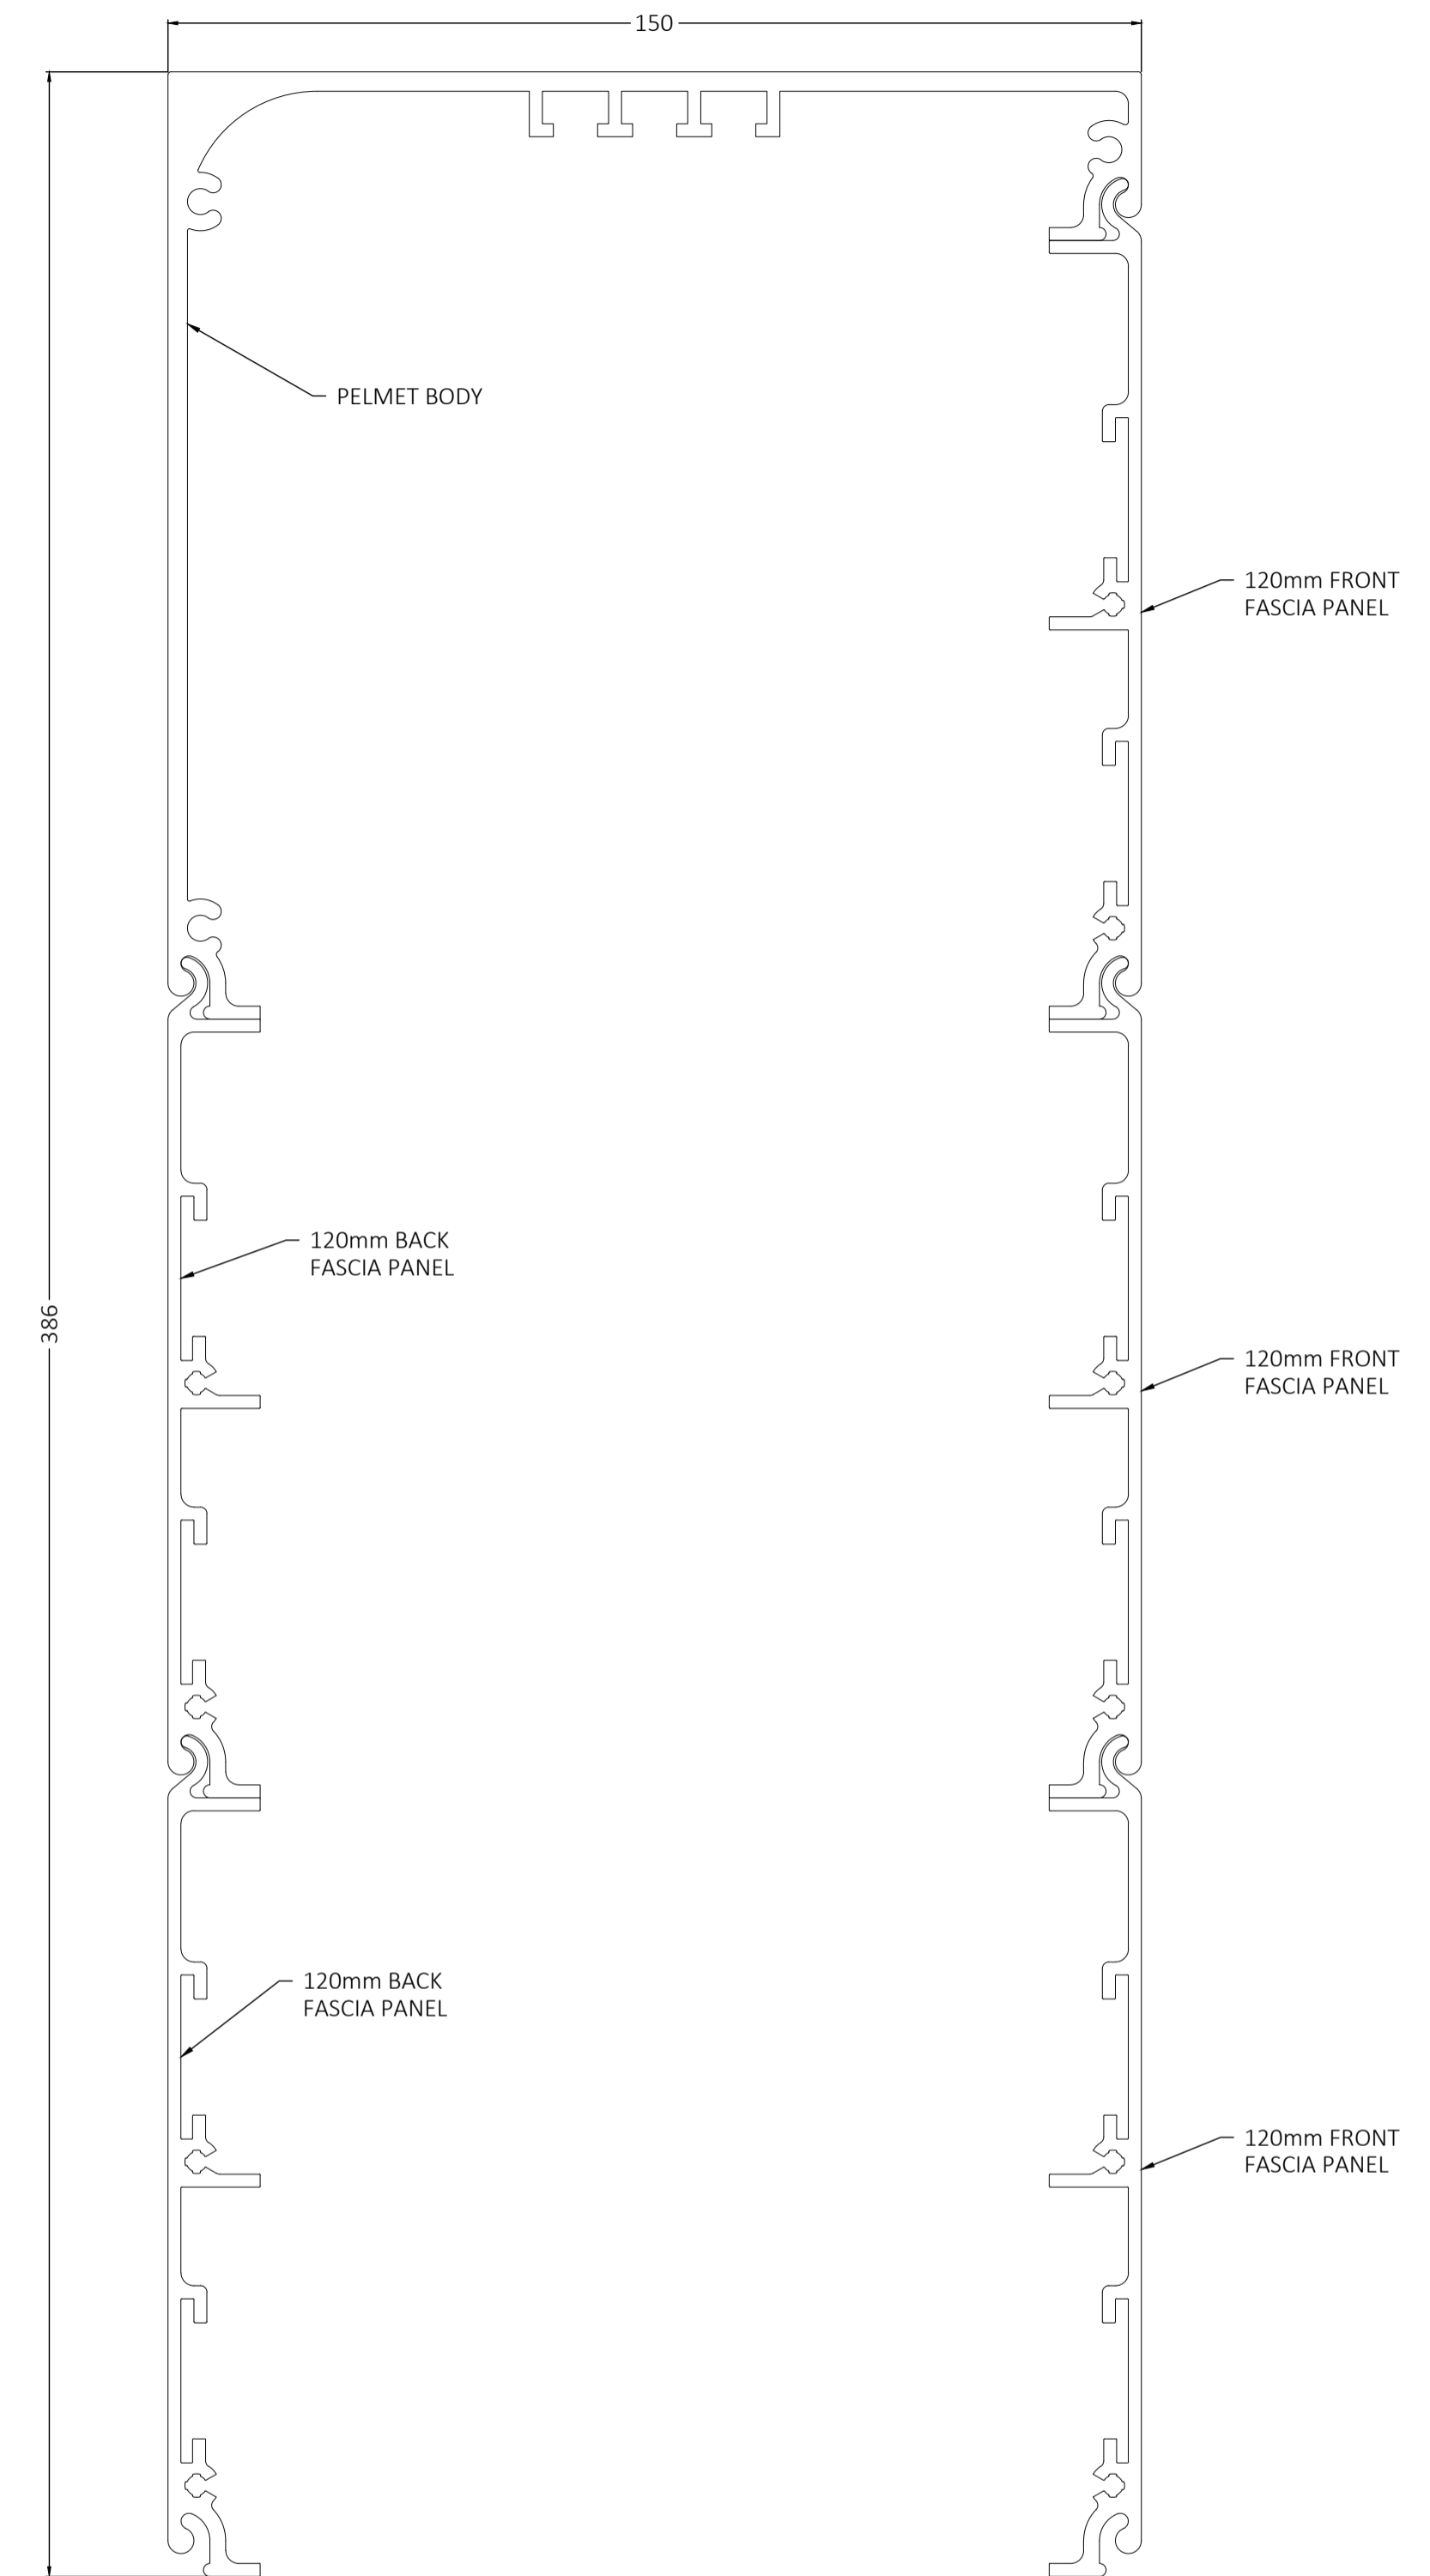 150
PELMET BODY
120mm FRONT
FASCIA PANEL
120mm BACK
FASCIA PANEL
386
120mm FRONT
FASCIA PANEL
120mm BACK
FASCIA PANEL
120mm FRONT
FASCIA PANEL